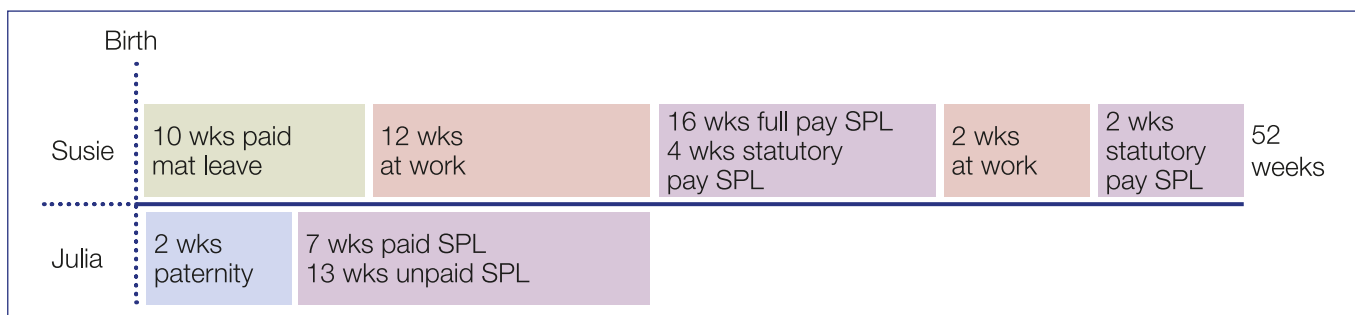 Birth
Susie
10 wks paid
mat leave
12 wks
at work
16 wks full pay SPL
4 wks statutory
pay SPL
2 wks
at work
2 wks
statutory
pay SPL
52
weeks
Julia
2 wks
paternity
7 wks paid SPL
13 wks unpaid SPL